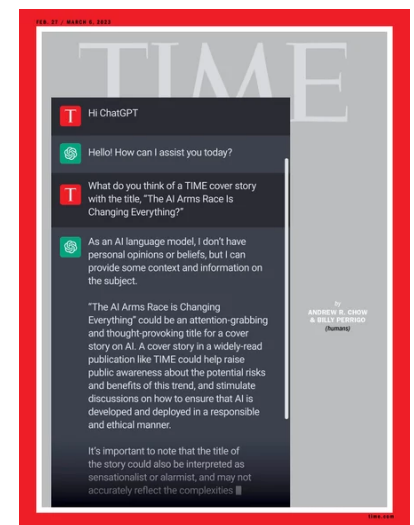 FEB. 27 / MARCH 6, 2023
TIME
T Hi ChatGPT
Hello! How can I assist you today?
T What do you think of a TIME cover story
with the title, “The AI Arms Race Is
Changing Everything?”
As an AI language model, I don’t have
personal opinions or beliefs, but I can
provide some context and information on
the subject.
“The AI Arms Race is Changing
Everything” could be an attention-grabbing
and thought-provoking title for a cover
story on AI. A cover story in a widely-read
publication like TIME could help raise
public awareness about the potential risks
and benefits of this trend, and stimulate
discussions on how to ensure that AI is
developed and deployed in a responsible
and ethical manner.
It’s important to note that the title of
the story could also be interpreted as
sensationalist or alarmist, and may not
accurately reflect the complexities
by
ANDREW R. CHOW
& BILLY PERRIGO
(humans)
time.com